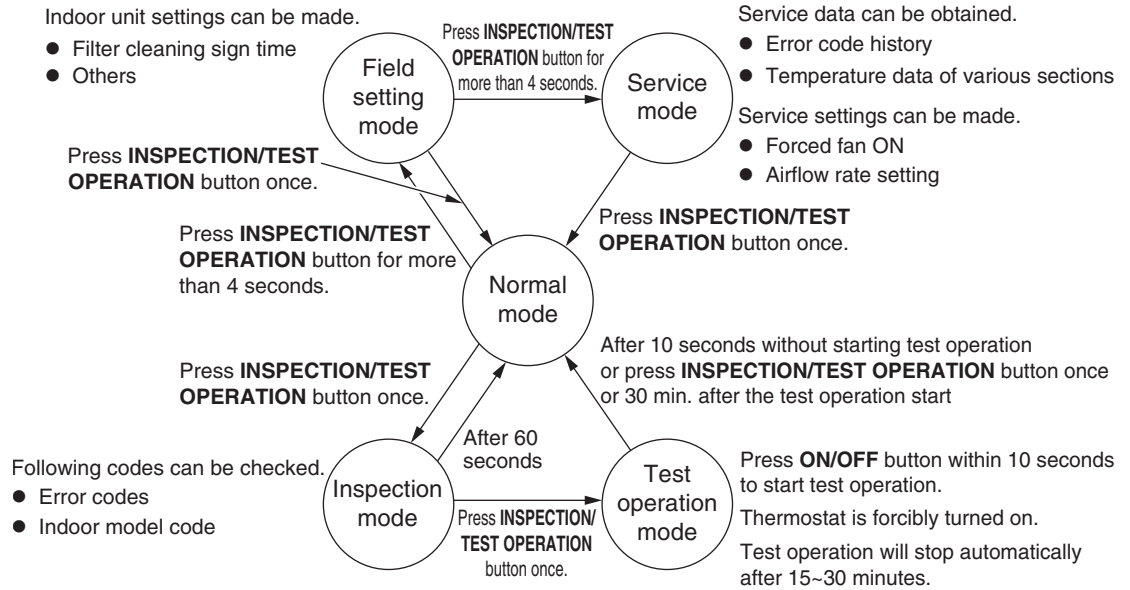 Indoor unit settings can be made.
● Filter cleaning sign time
● Others
Field
setting
mode
Press INSPECTION/TEST
OPERATION button for
more than 4 seconds.
Service
mode
Service data can be obtained.
● Error code history
● Temperature data of various sections
Service settings can be made.
● Forced fan ON
● Airflow rate setting
Press INSPECTION/TEST
OPERATION button once.
Press INSPECTION/TEST
OPERATION button for more
than 4 seconds.
Press INSPECTION/TEST
OPERATION button once.
Normal
mode
Press INSPECTION/TEST
OPERATION button once.
After 10 seconds without starting test operation
or press INSPECTION/TEST OPERATION button once
or 30 min. after the test operation start
After 60
seconds
Following codes can be checked.
● Error codes
● Indoor model code
Inspection
mode
Press INSPECTION/
TEST OPERATION
button once.
Test
operation
mode
Press ON/OFF button within 10 seconds
to start test operation.
Thermostat is forcibly turned on.
Test operation will stop automatically
after 15~30 minutes.